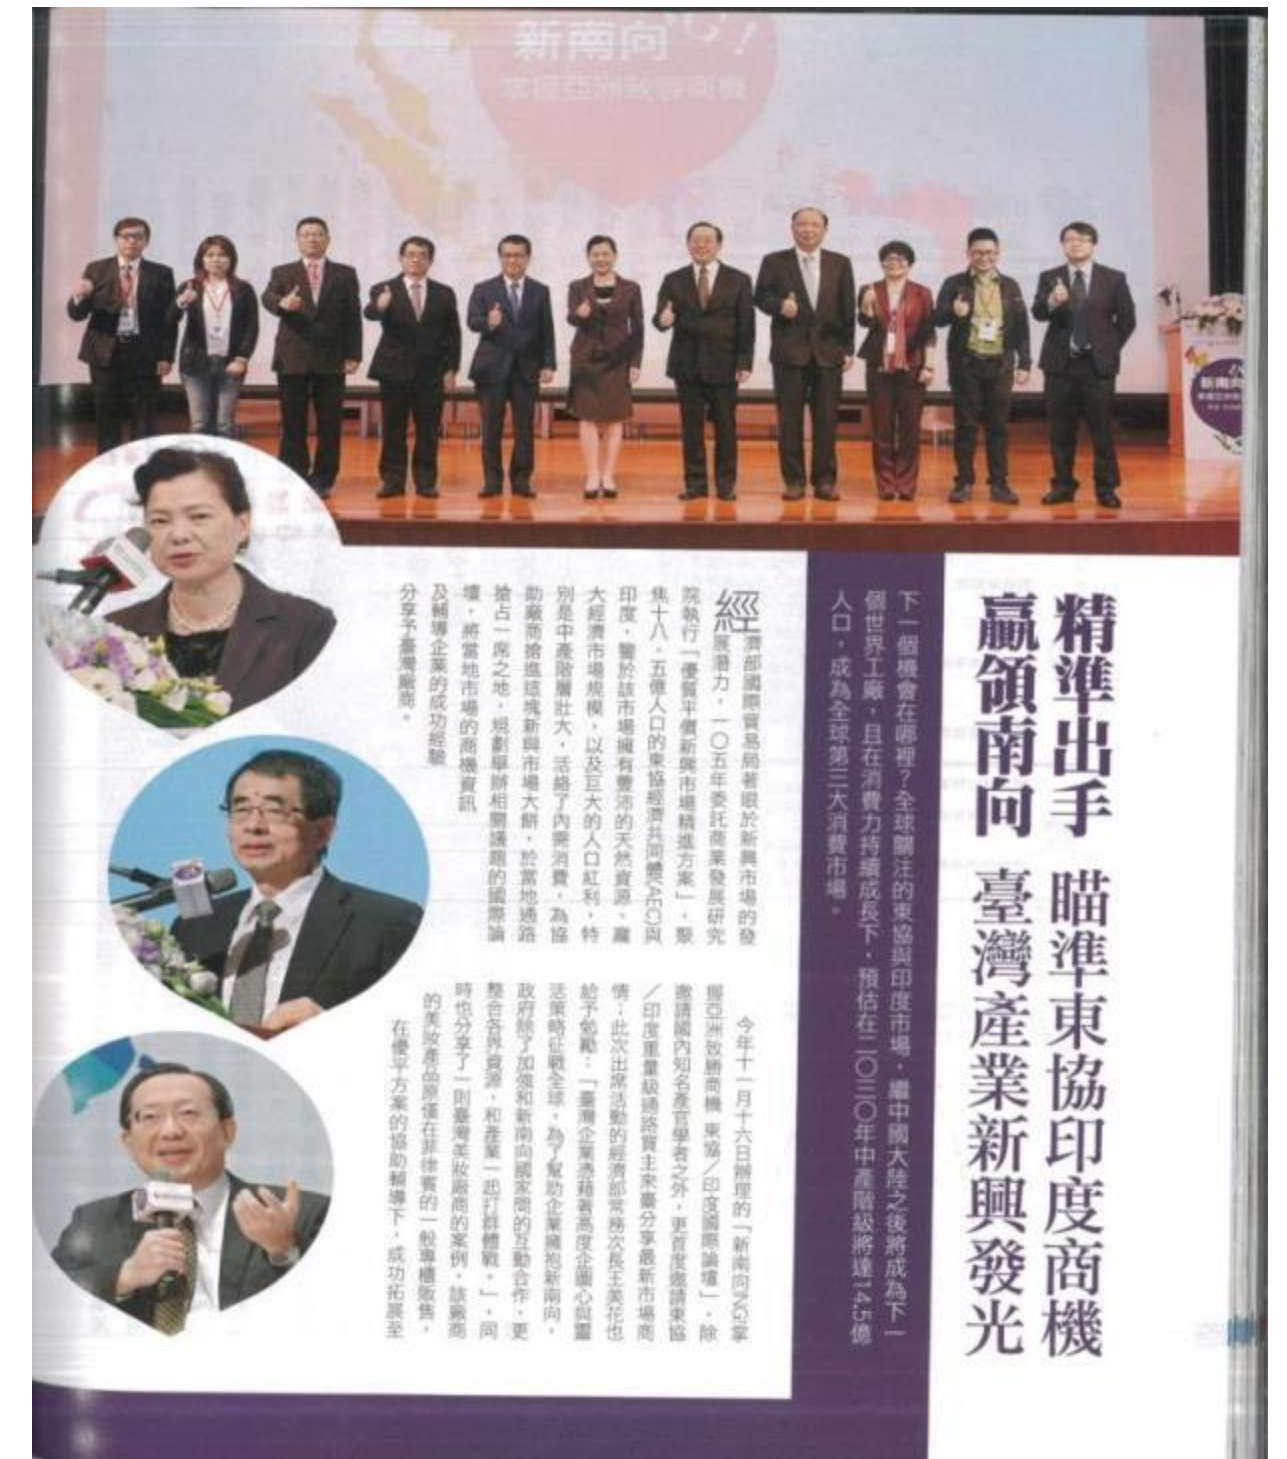 新南向
精準出手 瞄準東協印度商機
贏領南向 臺灣產業新興發光
下一個機會在哪裡？全球關注的東協與印度市場，繼中國大陸之後將成為下一
個世界工廠，且在消費力持續成長下，預估在二〇三〇年中產階級將達14.5億
人口，成為全球第三大消費市場。
經濟部國際貿易局著眼於新興市場的發
展潛力，一〇五年委託商業發展研究
院執行「優質平價新興市場精進方案」，聚
焦十八．五億人口的東協經濟共同體(AEC)與
印度，鑒於該市場擁有豐沛的天然資源、龐
大經濟市場規模，以及巨大的人口紅利，特
別是中產階層壯大，活絡了內需消費，為協
助廠商搶進這塊新興市場大餅，於當地通路
搶占一席之地，規劃舉辦相關議題的國際論
壇，將當地市場的商機資訊
及輔導企業的成功經驗
分享予臺灣廠商。
今年十一月十六日辦理的「新南向NG!掌
握亞洲致勝商機 東協／印度國際論壇」，除
邀請國內知名產官學者之外，更首度邀請東協
／印度重量級通路買主來臺分享最新市場商
情；此次出席活動的經濟部常務次長王美花也
給予勉勵：「臺灣企業憑藉著高度企圖心與靈
活策略征戰全球，為了幫助企業擁抱新南向，
政府除了加強和新南向國家間的互動合作，更
整合各界資源，和產業一起打群體戰。」，同
時也分享了一則臺灣美妝廠商的案例，該廠商
的美妝產品原僅在菲律賓的一般專櫃販售，
在優平方案的協助輔導下，成功拓展至
新南向